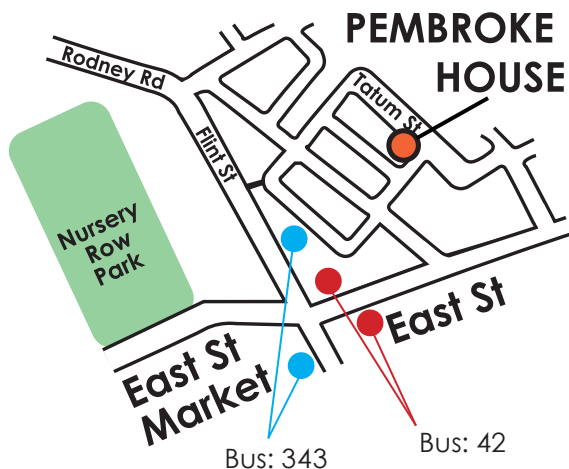 PEMBROKE
HOUSE
Rodney Rd
Tatum St
Flint St
Nursery
Row
Park
East St
East St
Market
Bus: 343
Bus: 42